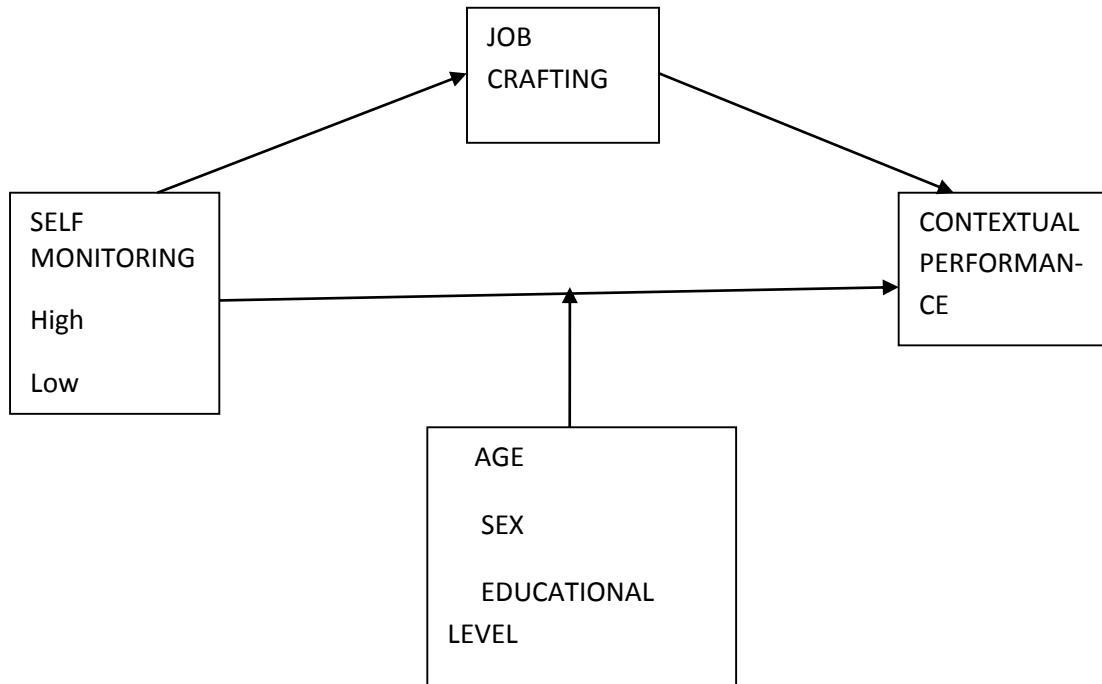 JOB
CRAFTING
SELF
MONITORING
High
Low
CONTEXTUAL
PERFORMAN-
CE
AGE
SEX
EDUCATIONAL
LEVEL